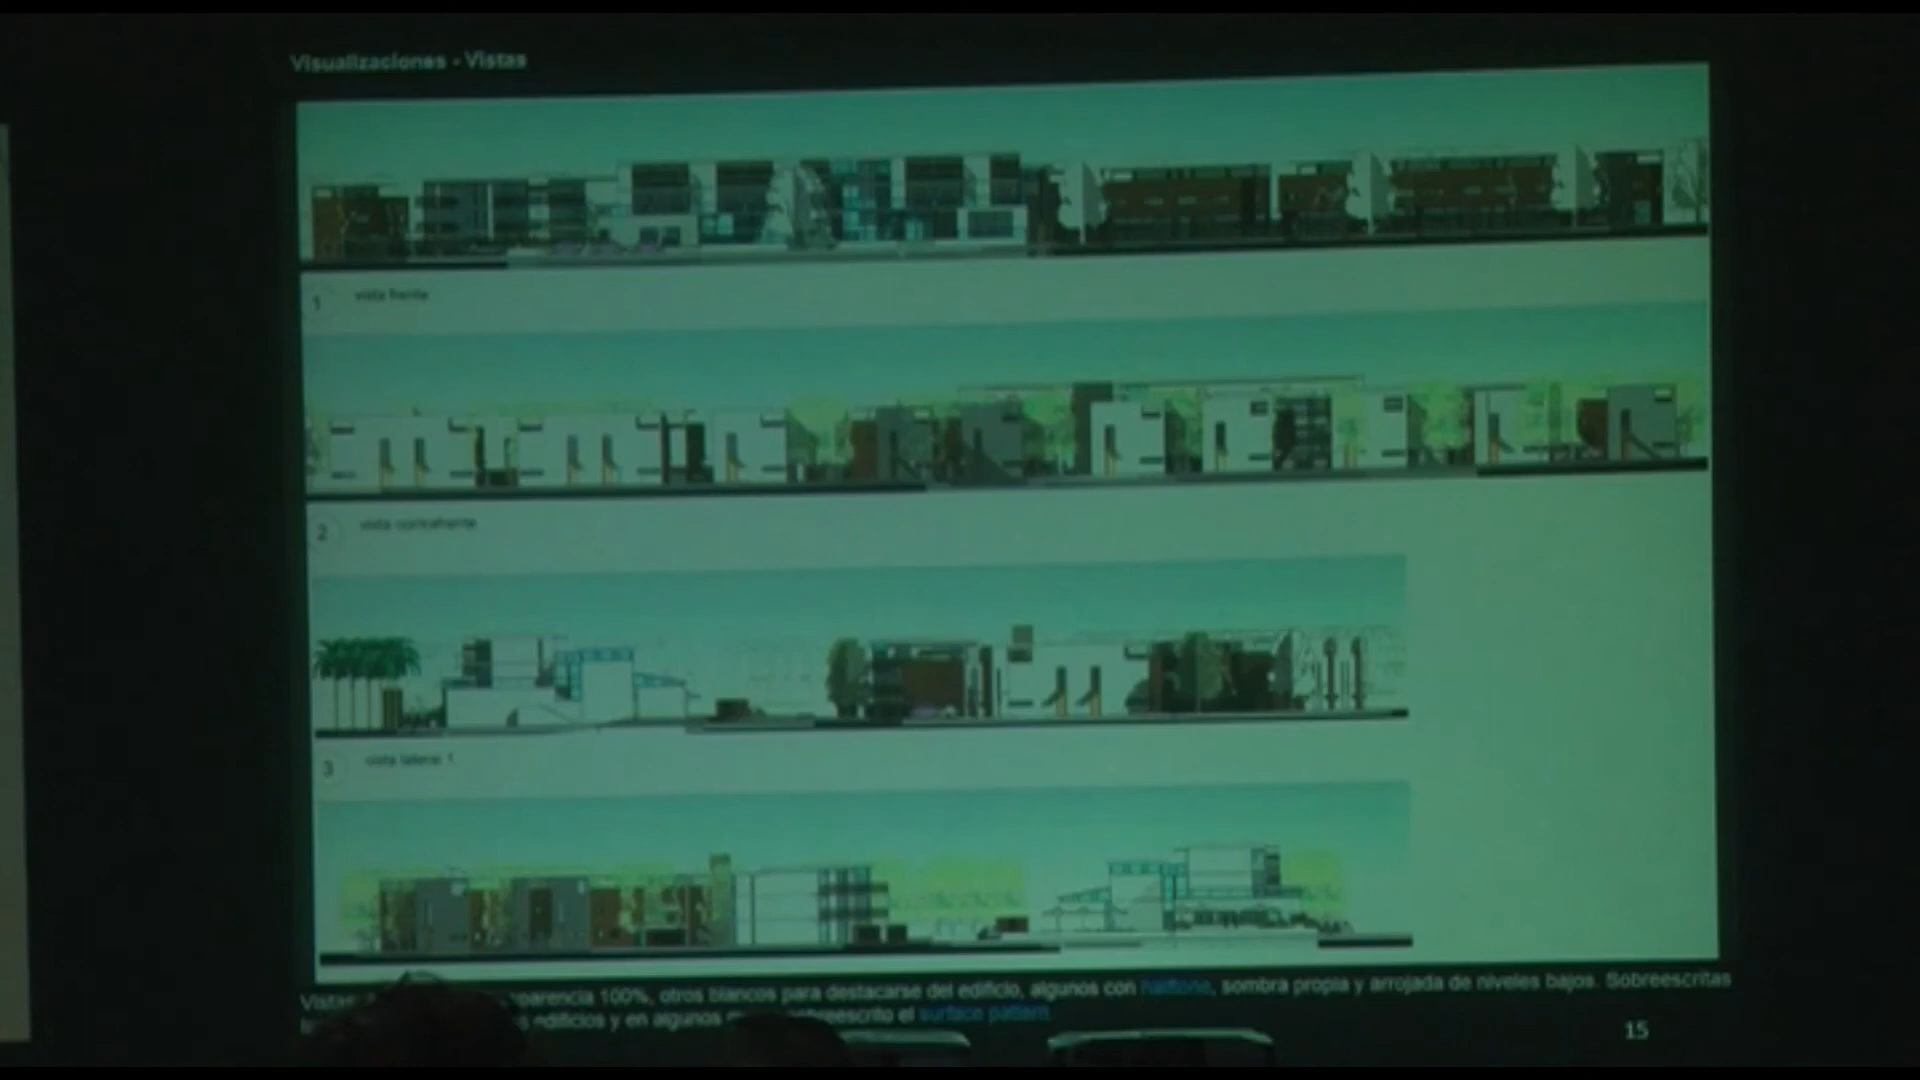 Visualizaciones - Vistas
1 vista frente
2 vista contrafrente
3 vista lateral 1
Vistas parencia 100%, otros blancos para destacarse del edificio, algunos con halftone, sombra propia y arrojada de niveles bajos. Sobreescritas
edificios y en algunos sobreescrito el surface pattern
15